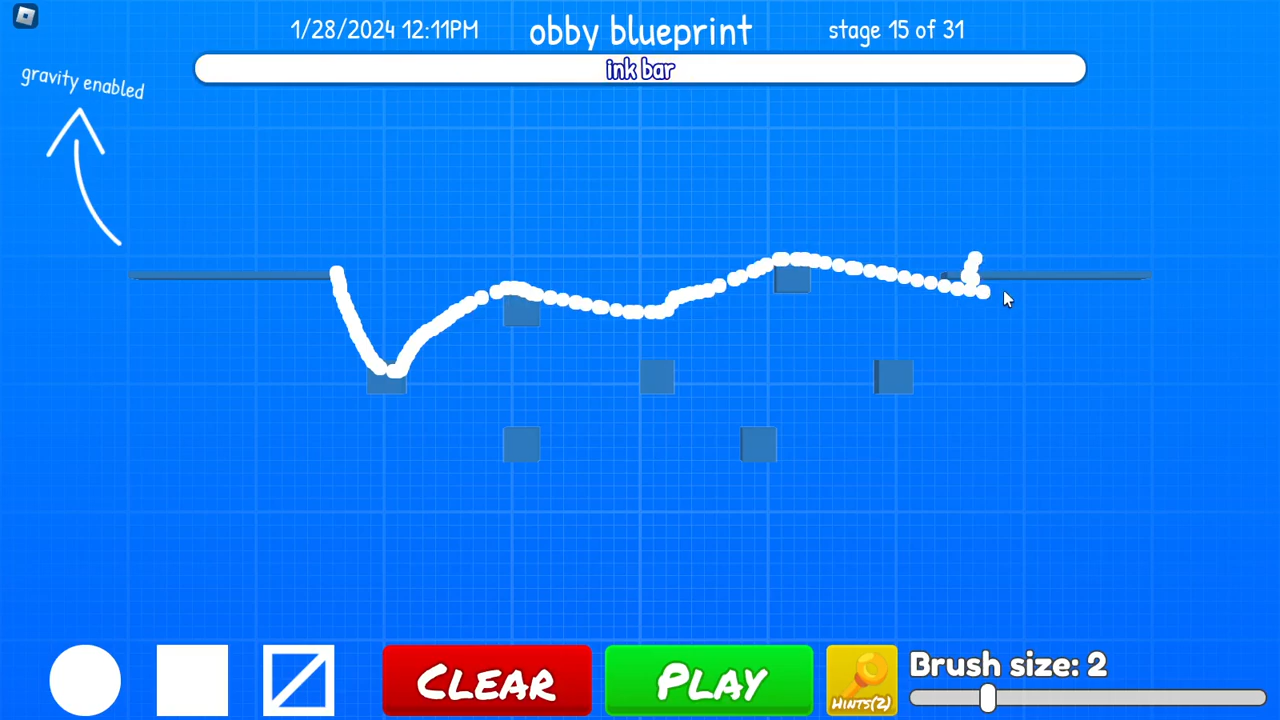 1/28/2024 12:11PM
obby blueprint
stage 15 of 31
ink bar
gravity enabled
CLEAR
PLAY
HINTS(2)
Brush size: 2